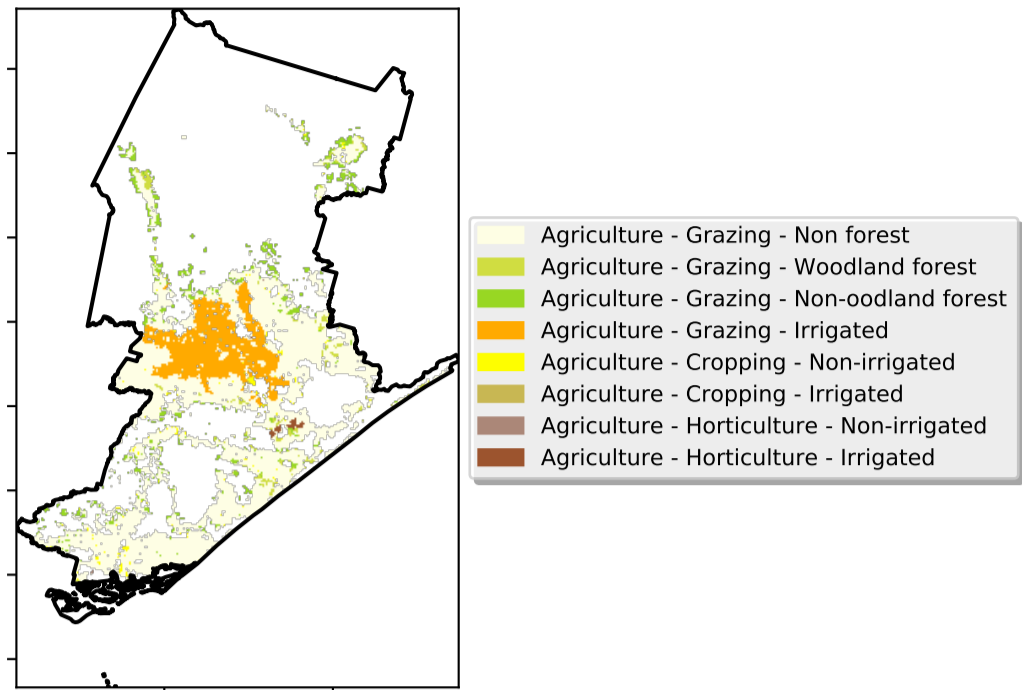 Agriculture - Grazing - Non forest
Agriculture - Grazing - Woodland forest
Agriculture - Grazing - Non-oodland forest
Agriculture - Grazing - Irrigated
Agriculture - Cropping - Non-irrigated
Agriculture - Cropping - Irrigated
Agriculture - Horticulture - Non-irrigated
Agriculture - Horticulture - Irrigated